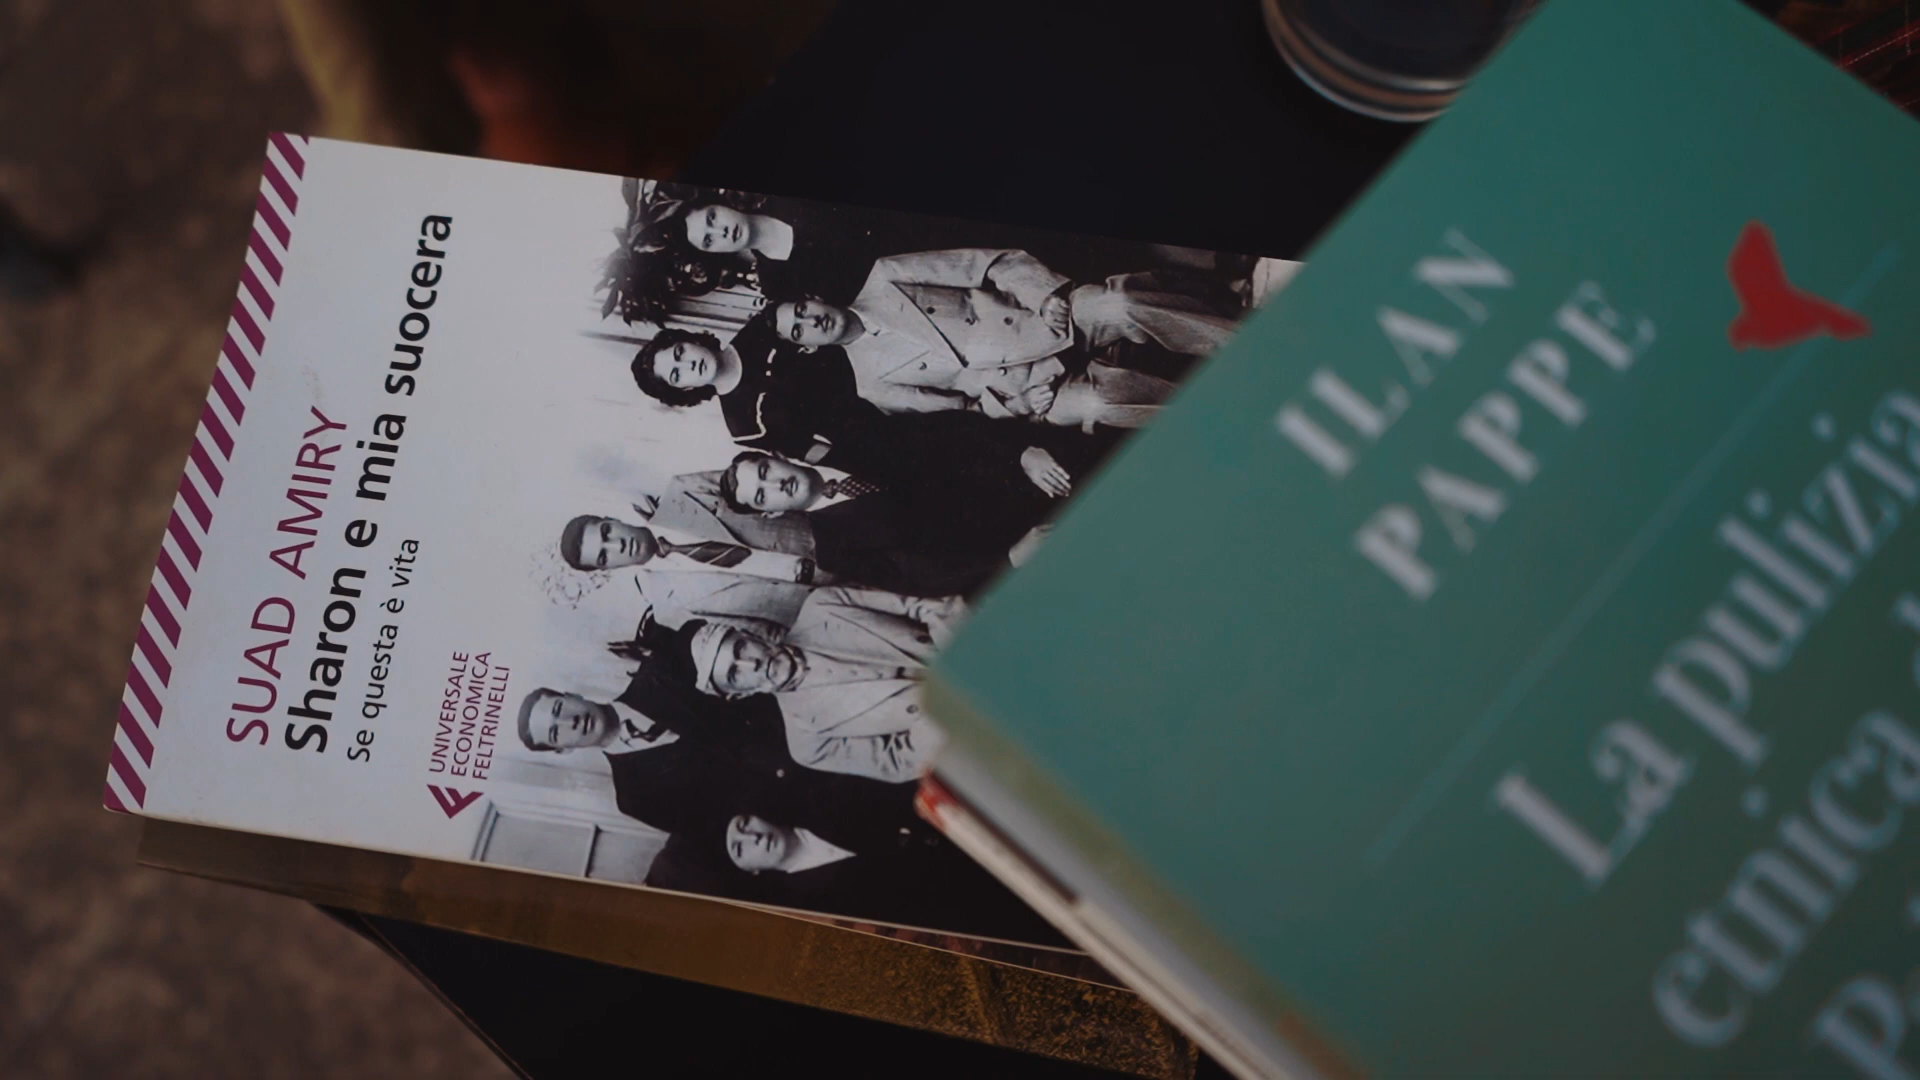 SUAD AMIRY
Sharon e mia suocera
Se questa è vita
UNIVERSALE
ECONOMICA
FELTRINELLI
ILAN
PAPPE
La pulizia
etnica